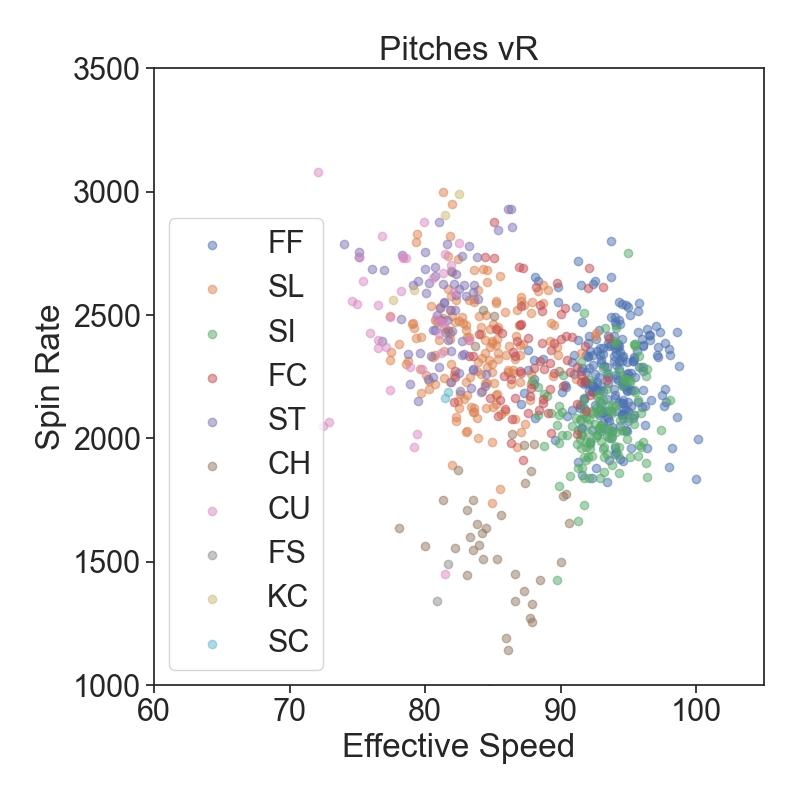 Pitches vR
3500
3000
2500
2000
1500
1000
Spin Rate
FF
SL
SI
FC
ST
CH
CU
FS
KC
SC
60 70 80 90 100
Effective Speed